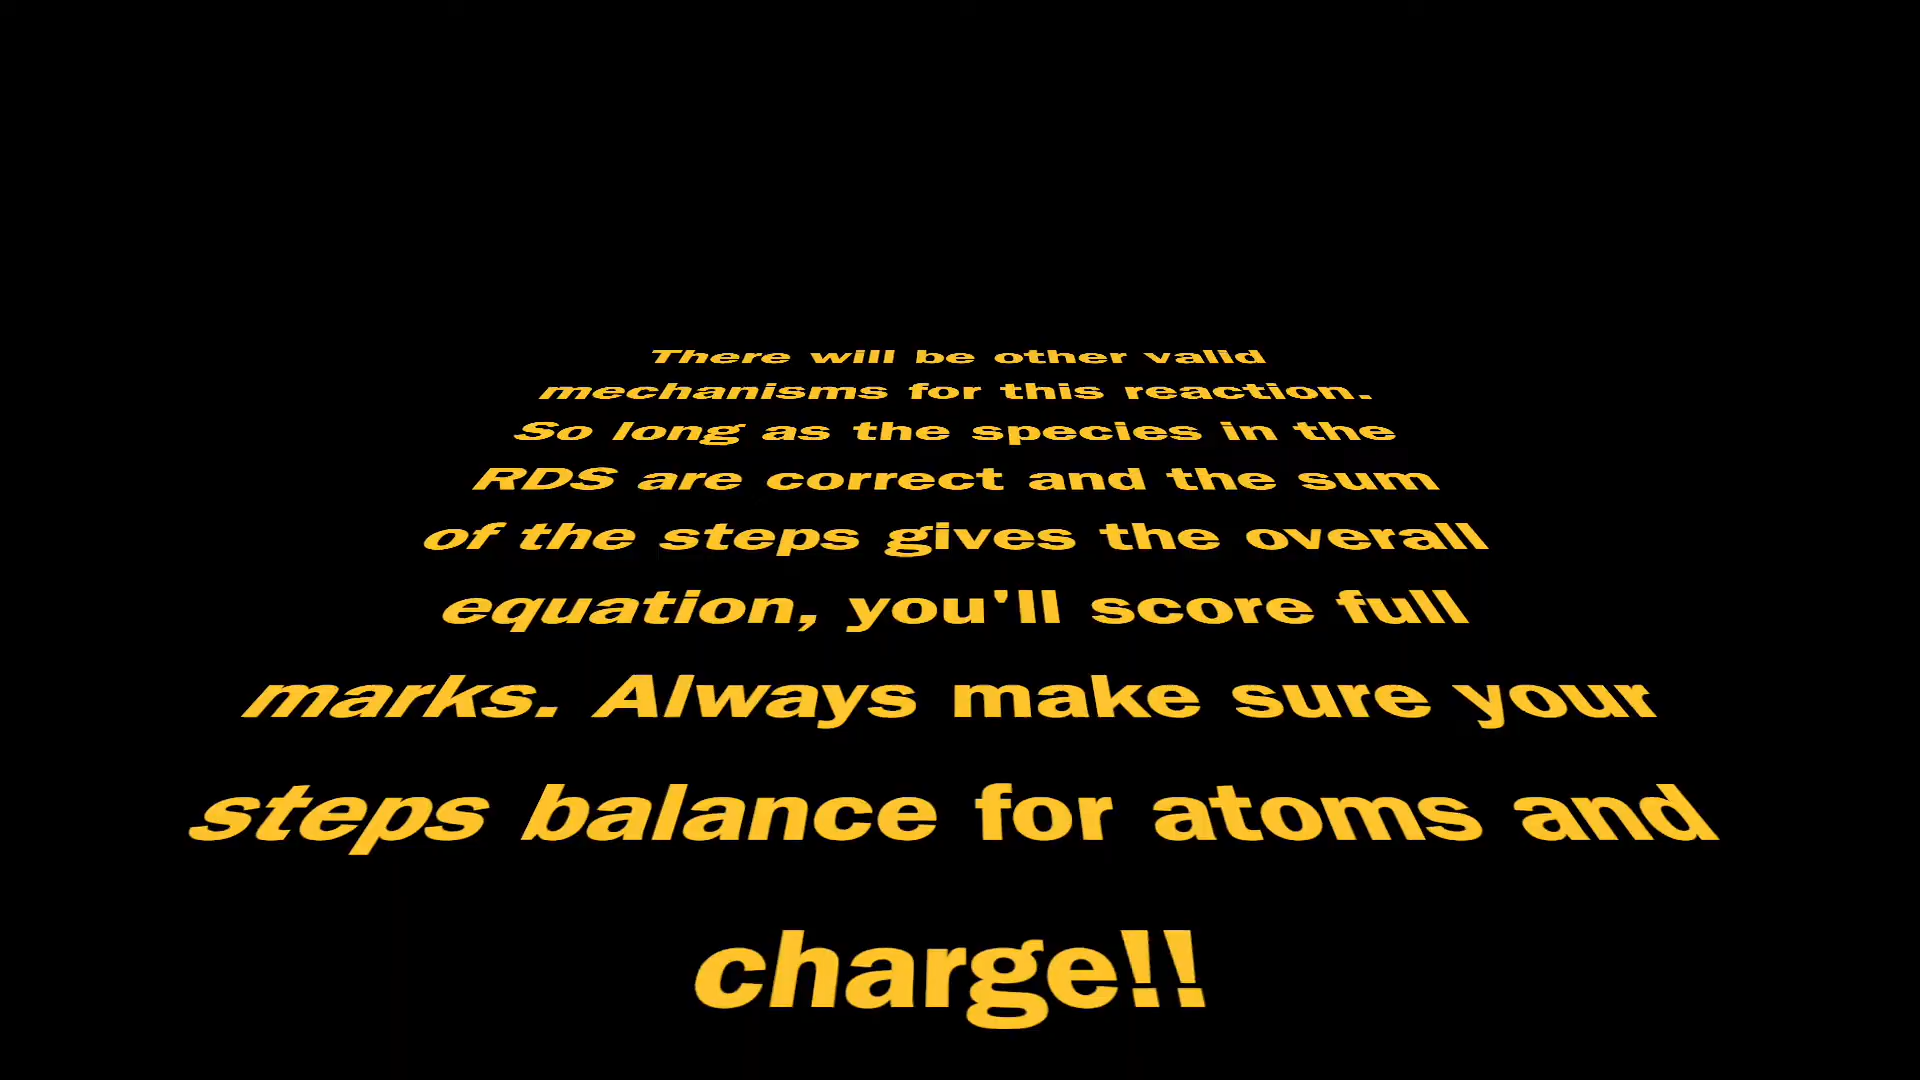 There will be other valid
mechanisms for this reaction.
So long as the species in the
RDS are correct and the sum
of the steps gives the overall
equation, you'll score full
marks. Always make sure your
steps balance for atoms and
charge!!